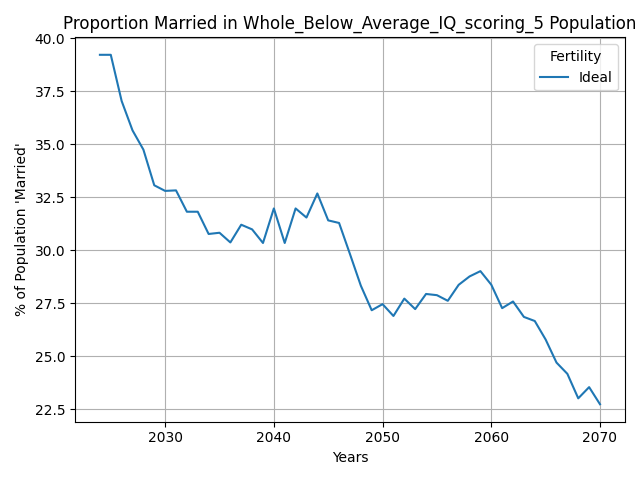 Proportion Married in Whole_Below_Average_IQ_scoring_5 Population
Fertility
Ideal
% of Population 'Married'
40.0
37.5
35.0
32.5
30.0
27.5
25.0
22.5
2030 2040 2050 2060 2070
Years